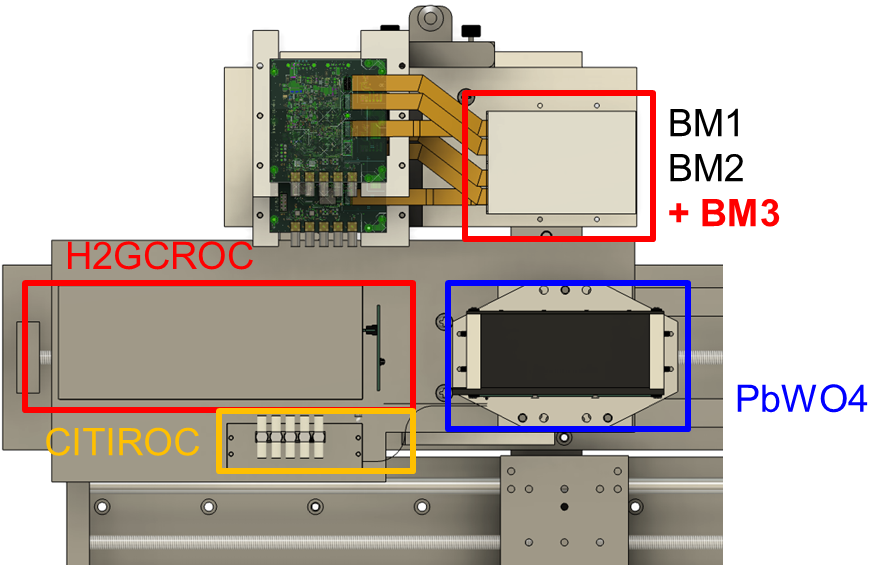 BM1
BM2
+ BM3
H2GCROC
PbWO4
CITIROC